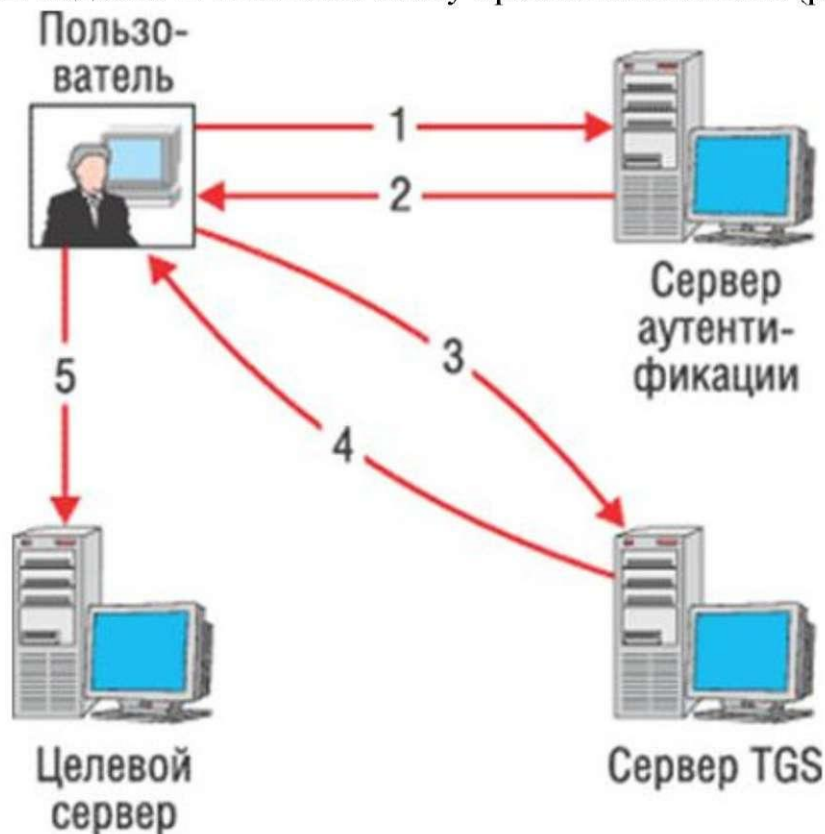 Пользо-
ватель
1
2
Сервер
аутенти-
фикации
3
5
4
Целевой
сервер
Сервер TGS